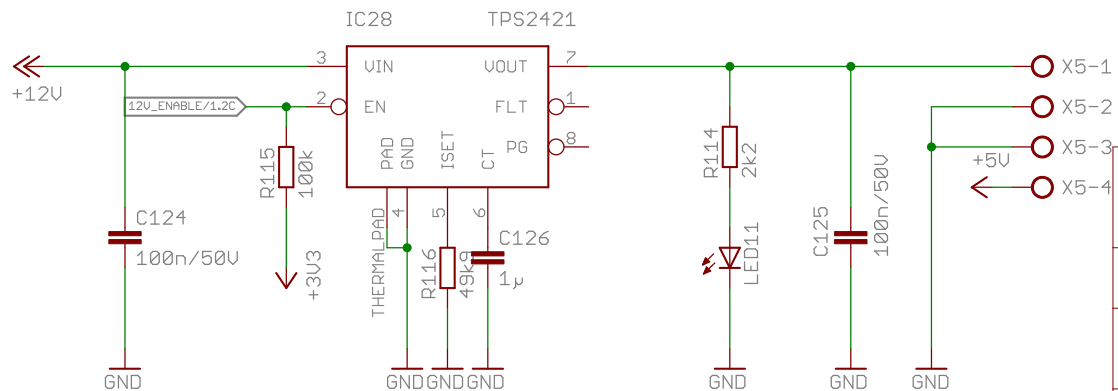 IC28
TPS2421
3
VIN
VOUT
7
X5-1
+12V
12V_ENABLE/1.2C
2
EN
FLT
1
X5-2
PG
8
X5-3
R115
100k
PAD
GND
ISET
CT
R114
2k2
+5V
X5-4
C124
100n/50V
THERMALPAD
4
5
6
C126
1µ
R116
49k9
+3V3
LED11
C125
100n/50V
GND
GND
GND
GND
GND
GND
GND